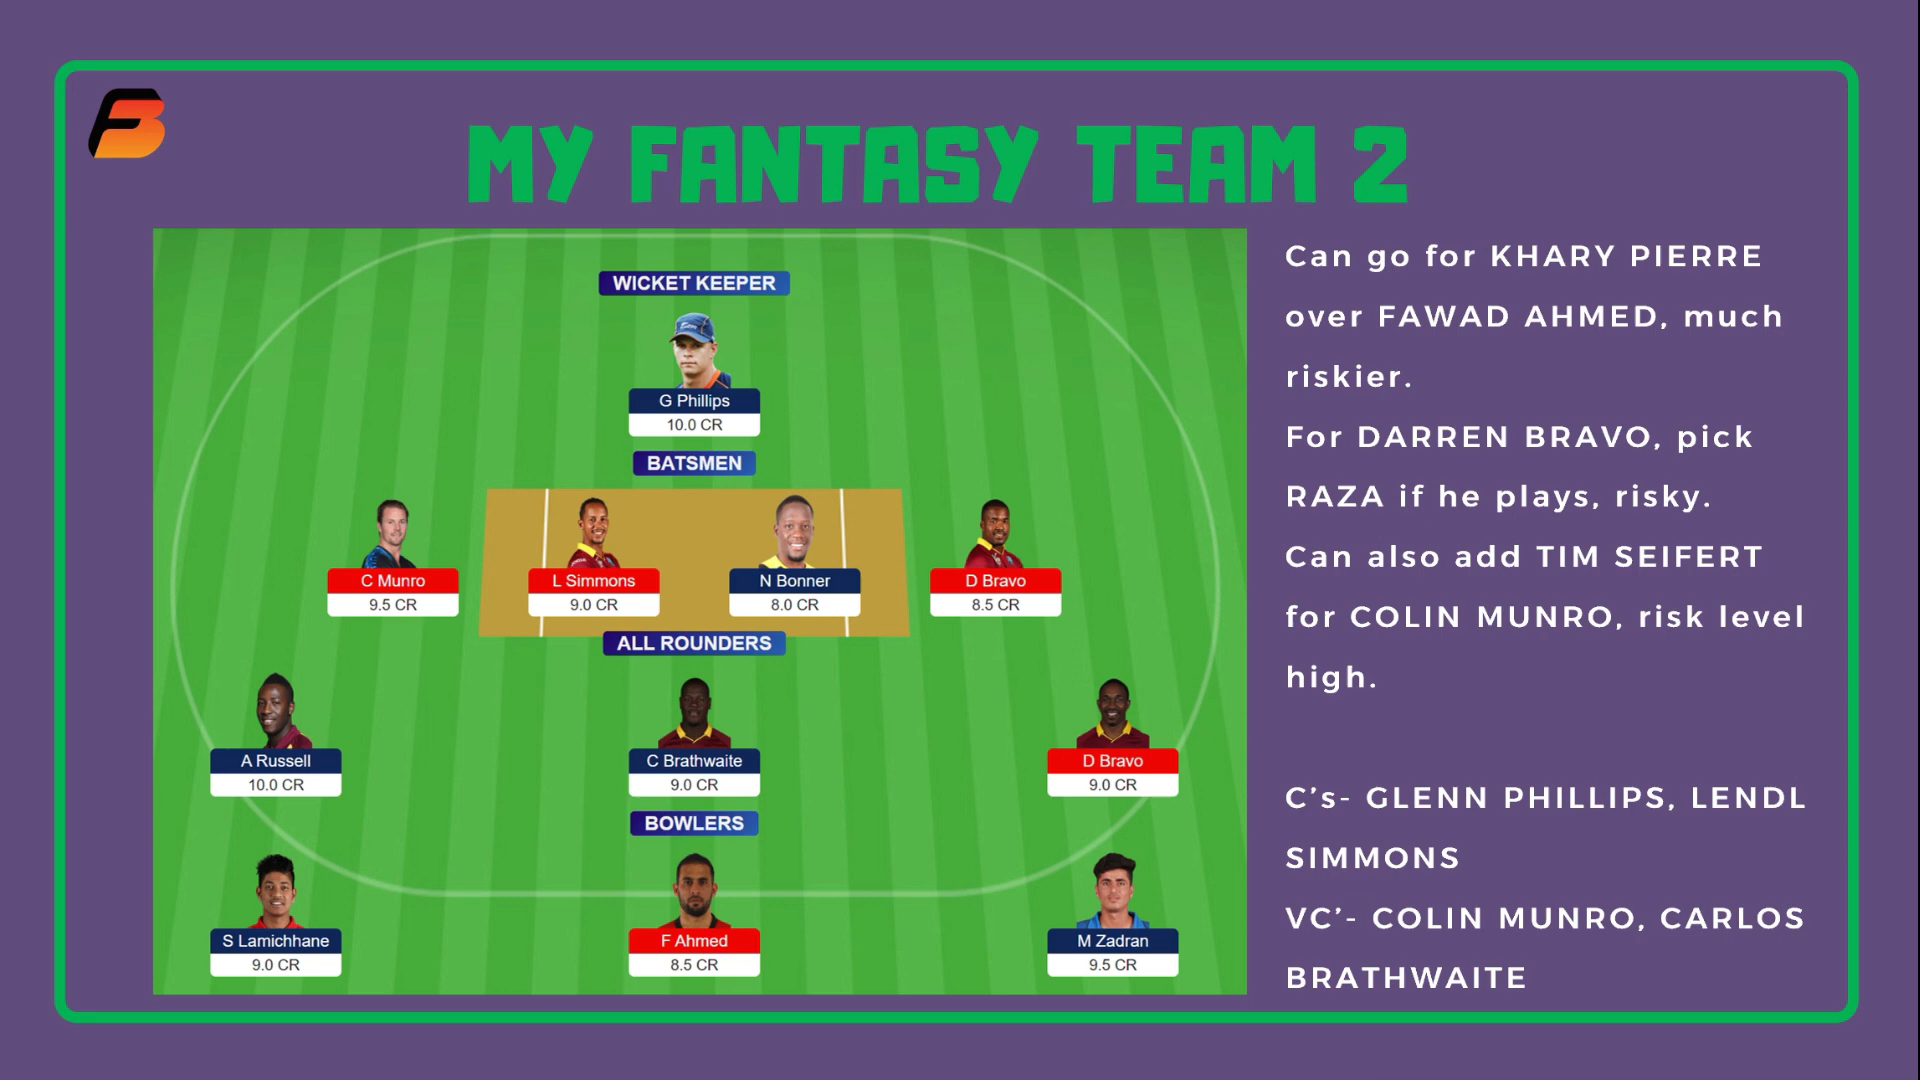 MY FANTASY TEAM 2
WICKET KEEPER
G Phillips
10.0 CR
BATSMEN
C Munro
9.5 CR
L Simmons
9.0 CR
N Bonner
8.0 CR
D Bravo
8.5 CR
ALL ROUNDERS
A Russell
10.0 CR
C Brathwaite
9.0 CR
D Bravo
9.0 CR
BOWLERS
S Lamichhane
9.0 CR
F Ahmed
8.5 CR
M Zadran
9.5 CR
Can go for KHARY PIERRE
over FAWAD AHMED, much
riskier.
For DARREN BRAVO, pick
RAZA if he plays, risky.
Can also add TIM SEIFERT
for COLIN MUNRO, risk level
high.
C's- GLENN PHILLIPS, LENDL
SIMMONS
VC'- COLIN MUNRO, CARLOS
BRATHWAITE